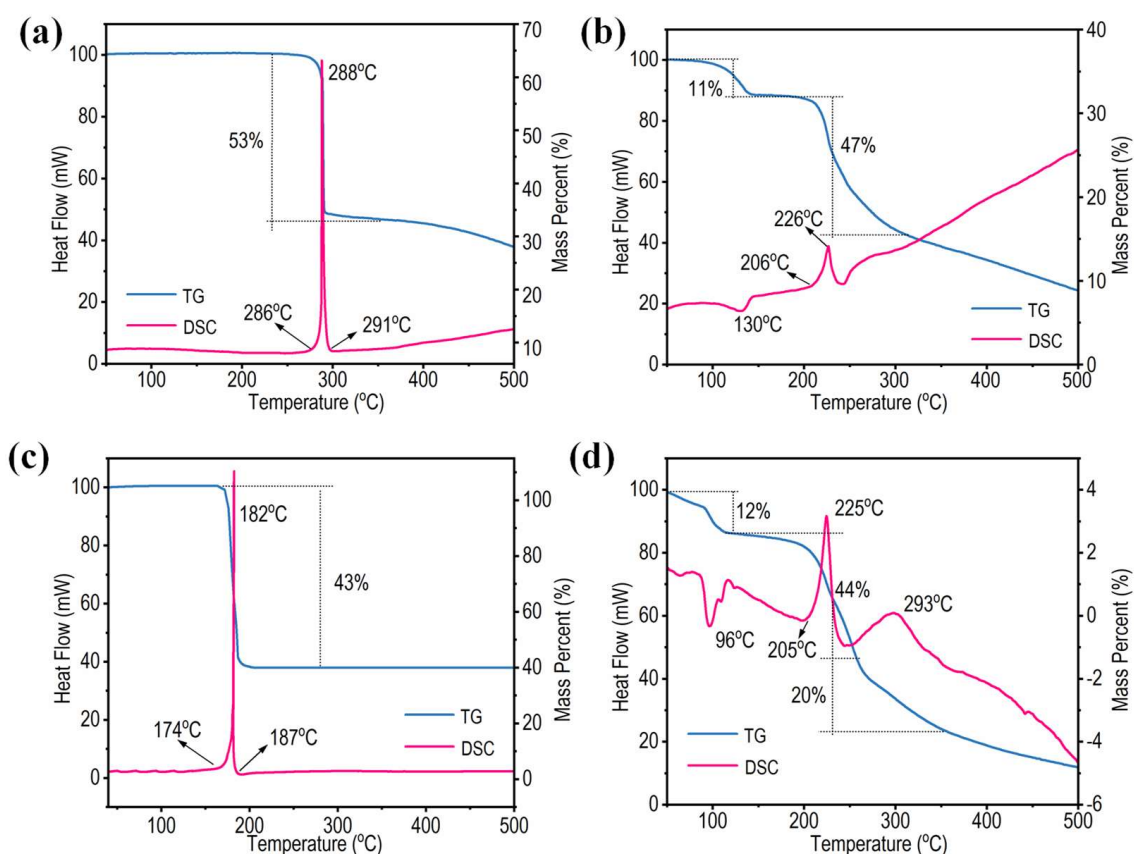 (a)
70
60
50
40
30
20
10
0
100
80
60
40
20
0
Heat Flow (mW)
Mass Percent (%)
288ºC
53%
286ºC
291ºC
TG
DSC
100 200 300 400 500
Temperature (ºC)
(b)
40
30
20
10
0
100
80
60
40
20
0
Heat Flow (mW)
Mass Percent (%)
11%
47%
226ºC
206ºC
130ºC
TG
DSC
100 200 300 400 500
Temperature (ºC)
(c)
100
80
60
40
20
0
Heat Flow (mW)
100
80
60
40
20
0
Mass Percent (%)
182ºC
43%
174ºC
187ºC
TG
DSC
100 200 300 400 500
Temperature (ºC)
(d)
100
80
60
40
20
0
Heat Flow (mW)
4
2
0
-2
-4
-6
Mass Percent (%)
12%
225ºC
44%
293ºC
96ºC
205ºC
20%
TG
DSC
100 200 300 400 500
Temperature (ºC)